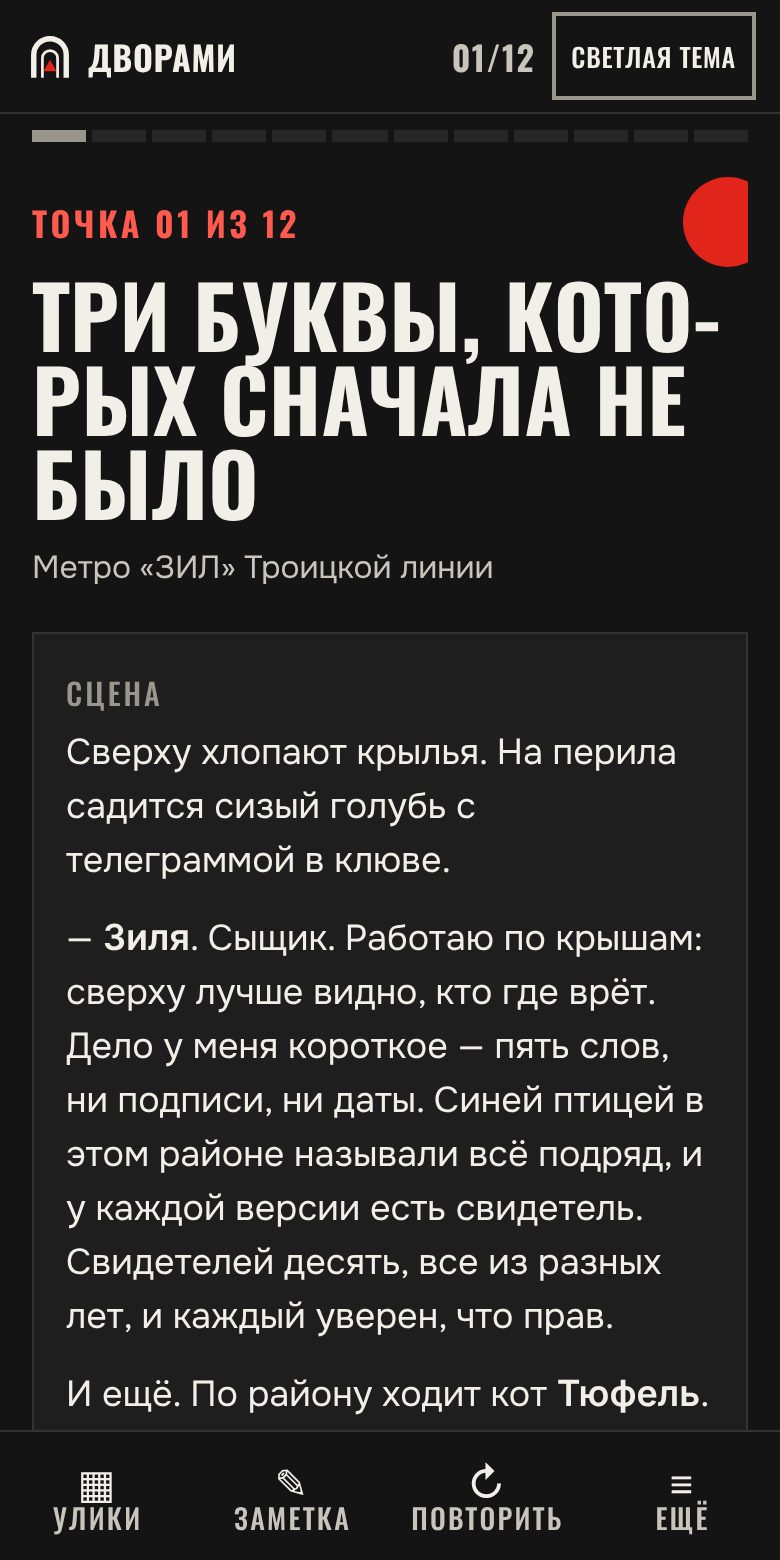 ДВОРАМИ
01/12
СВЕТЛАЯ ТЕМА
ТОЧКА 01 ИЗ 12
ТРИ БУКВЫ, КОТО-
РЫХ СНАЧАЛА НЕ
БЫЛО
Метро «ЗИЛ» Троицкой линии
СЦЕНА
Сверху хлопают крылья. На перила
садится сизый голубь с
телеграммой в клюве.
— Зиля. Сыщик. Работаю по крышам:
сверху лучше видно, кто где врёт.
Дело у меня короткое — пять слов,
ни подписи, ни даты. Синей птицей в
этом районе называли всё подряд, и
у каждой версии есть свидетель.
Свидетелей десять, все из разных
лет, и каждый уверен, что прав.
И ещё. По району ходит кот Тюфель.
УЛИКИ
ЗАМЕТКА
ПОВТОРИТЬ
ЕЩЁ